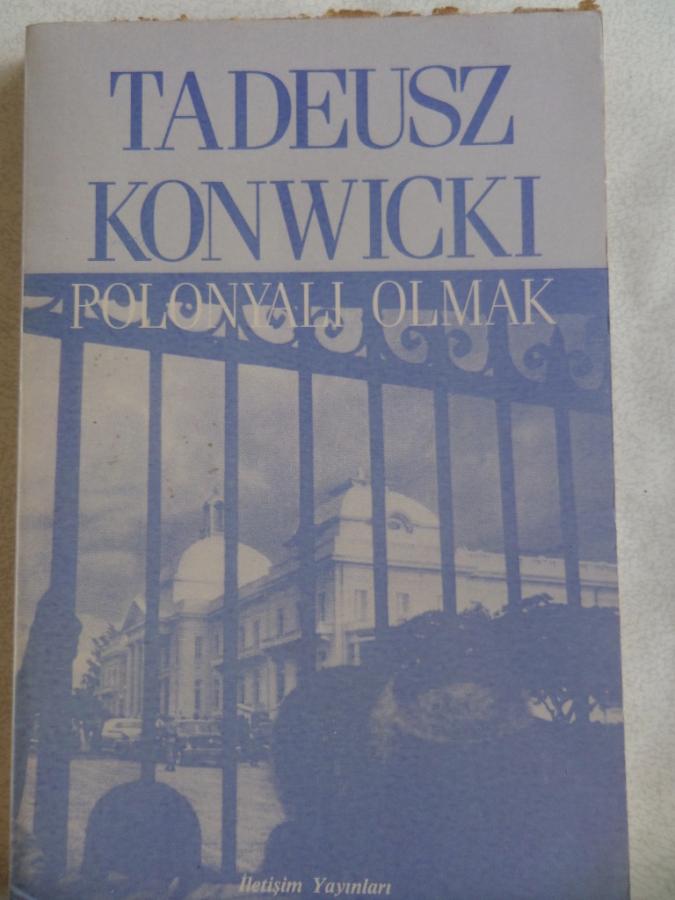 TADEUSZ
KONWICKI
POLONYALI OLMAK
İletişim Yayınları